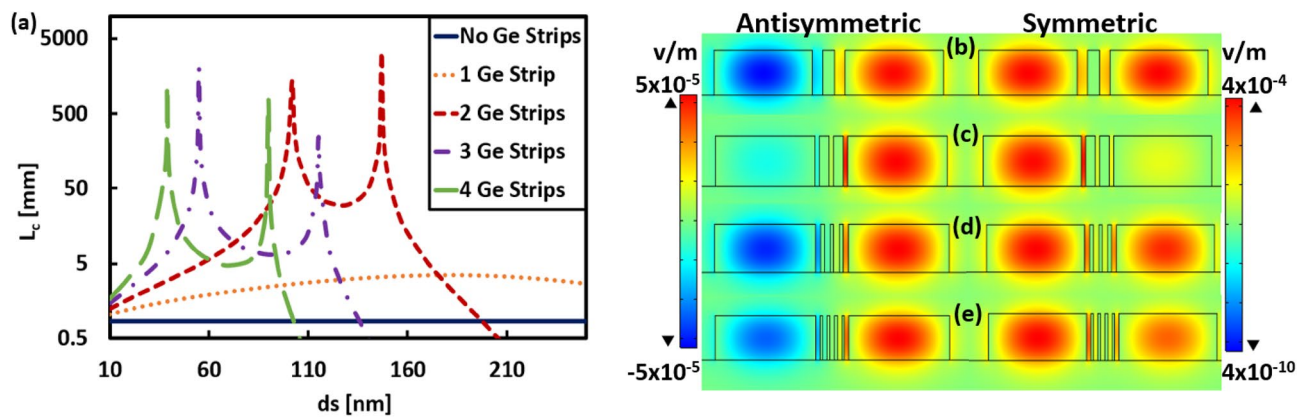 (a)
5000
500
50
5
0.5
L_c [mm]
10 60 110 160 210
ds [nm]
No Ge Strips
1 Ge Strip
2 Ge Strips
3 Ge Strips
4 Ge Strips
Antisymmetric Symmetric
v/m (b) v/m
5x10⁻⁵ 4x10⁻⁴
(c)
(d)
(e)
-5x10⁻⁵ 4x10⁻¹⁰